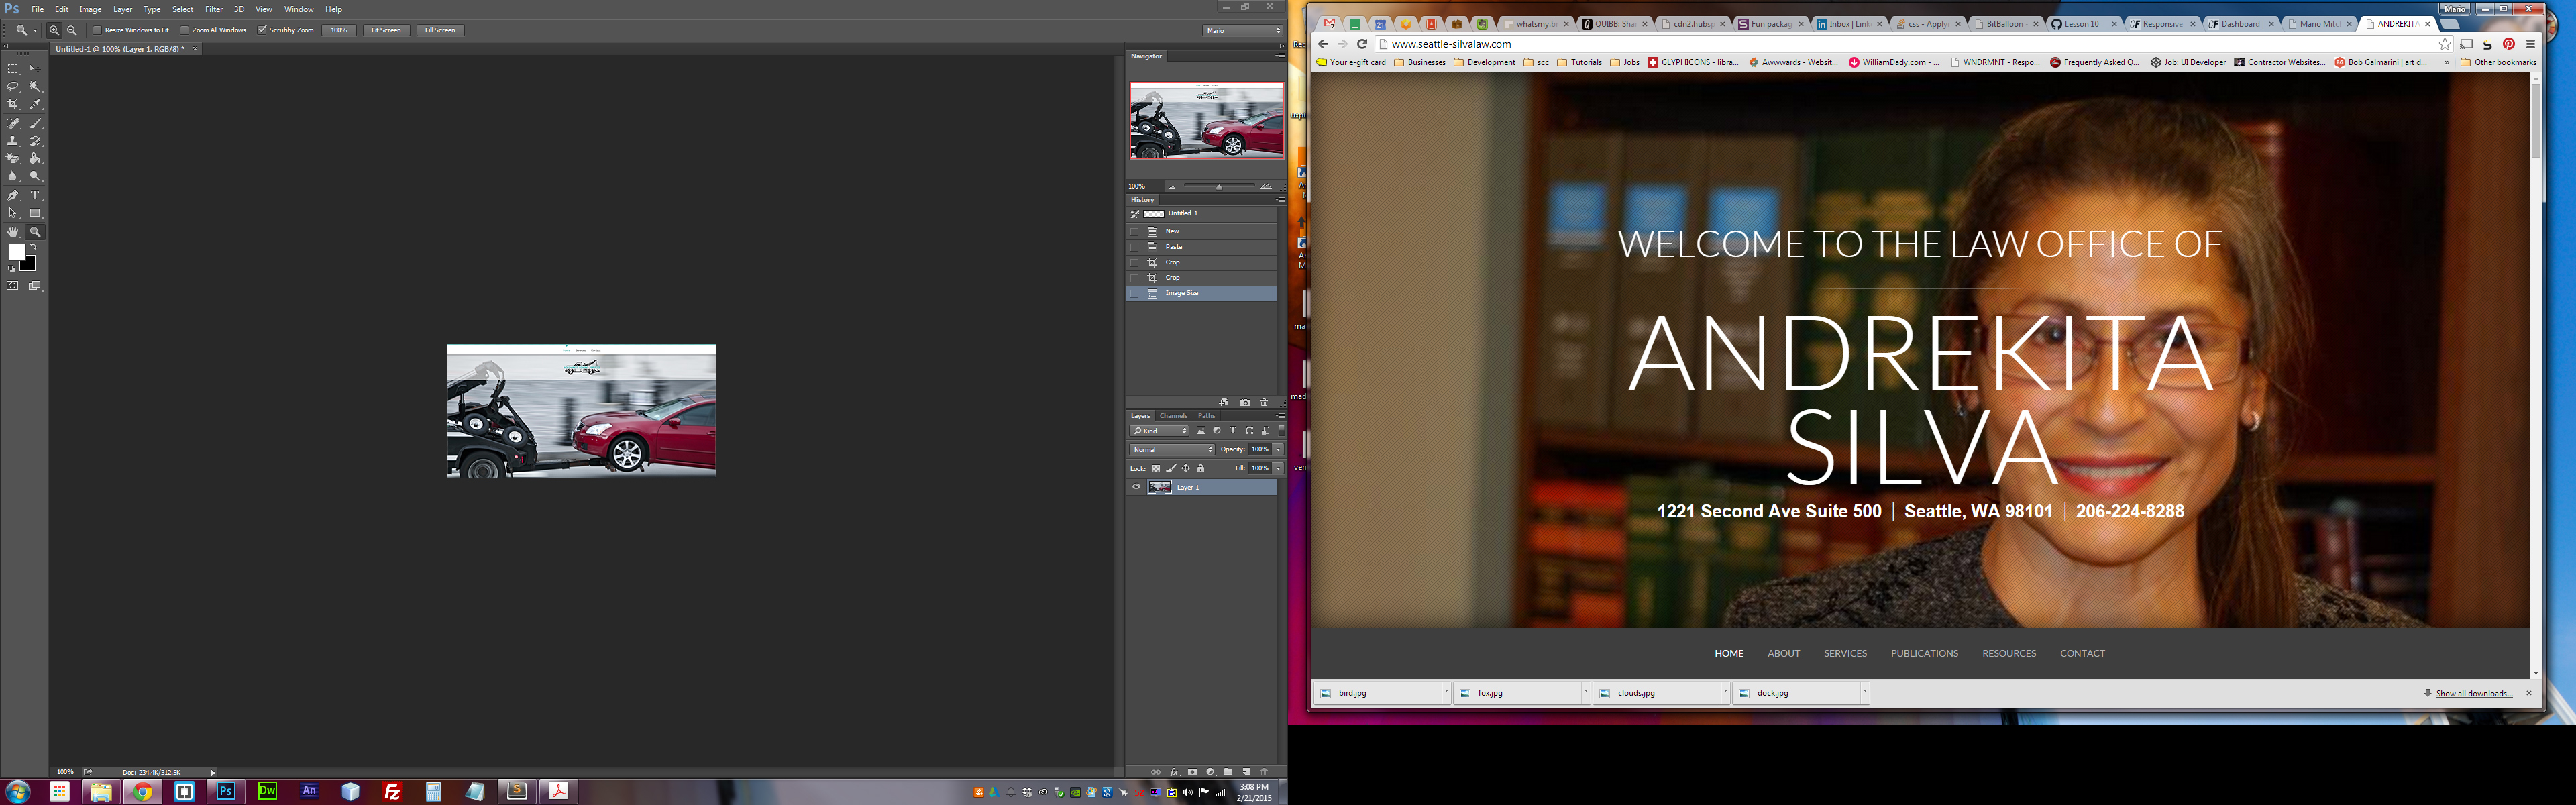 Ps File Edit Image Layer Type Select Filter 3D View Window Help
Resize Windows to Fit Zoom All Windows Scrubby Zoom 100% Fit Screen Fill Screen Mario
Untitled-1 @ 100% (Layer 1, RGB/8) * ×
Navigator
100%
History
Untitled-1
New
Paste
Crop
Crop
Image Size
Layers Channels Paths
Kind
Normal Opacity: 100%
Lock: Fill: 100%
Layer 1
100% Doc: 234.4K/312.5K
Ps Dw An Fz S
3:08 PM
2/21/2015
Mario
whatsmy.br QUIBB: Sha cdn2.hubsp Fun packag Inbox | Link css - Applyi BitBalloon - Lesson 10 Responsive Dashboard | Mario Mitch ANDREKITA
www.seattle-silvalaw.com
Your e-gift card Businesses Development scc Tutorials Jobs GLYPHICONS - libra... Awwwards - Websit... WilliamDady.com - ... WNDRMNT - Respo... Frequently Asked Q... Job: UI Developer Contractor Websites... Bob Galmarini | art d... » Other bookmarks
WELCOME TO THE LAW OFFICE OF
ANDREKITA
SILVA
1221 Second Ave Suite 500 | Seattle, WA 98101 | 206-224-8288
HOME ABOUT SERVICES PUBLICATIONS RESOURCES CONTACT
bird.jpg fox.jpg clouds.jpg dock.jpg Show all downloads...